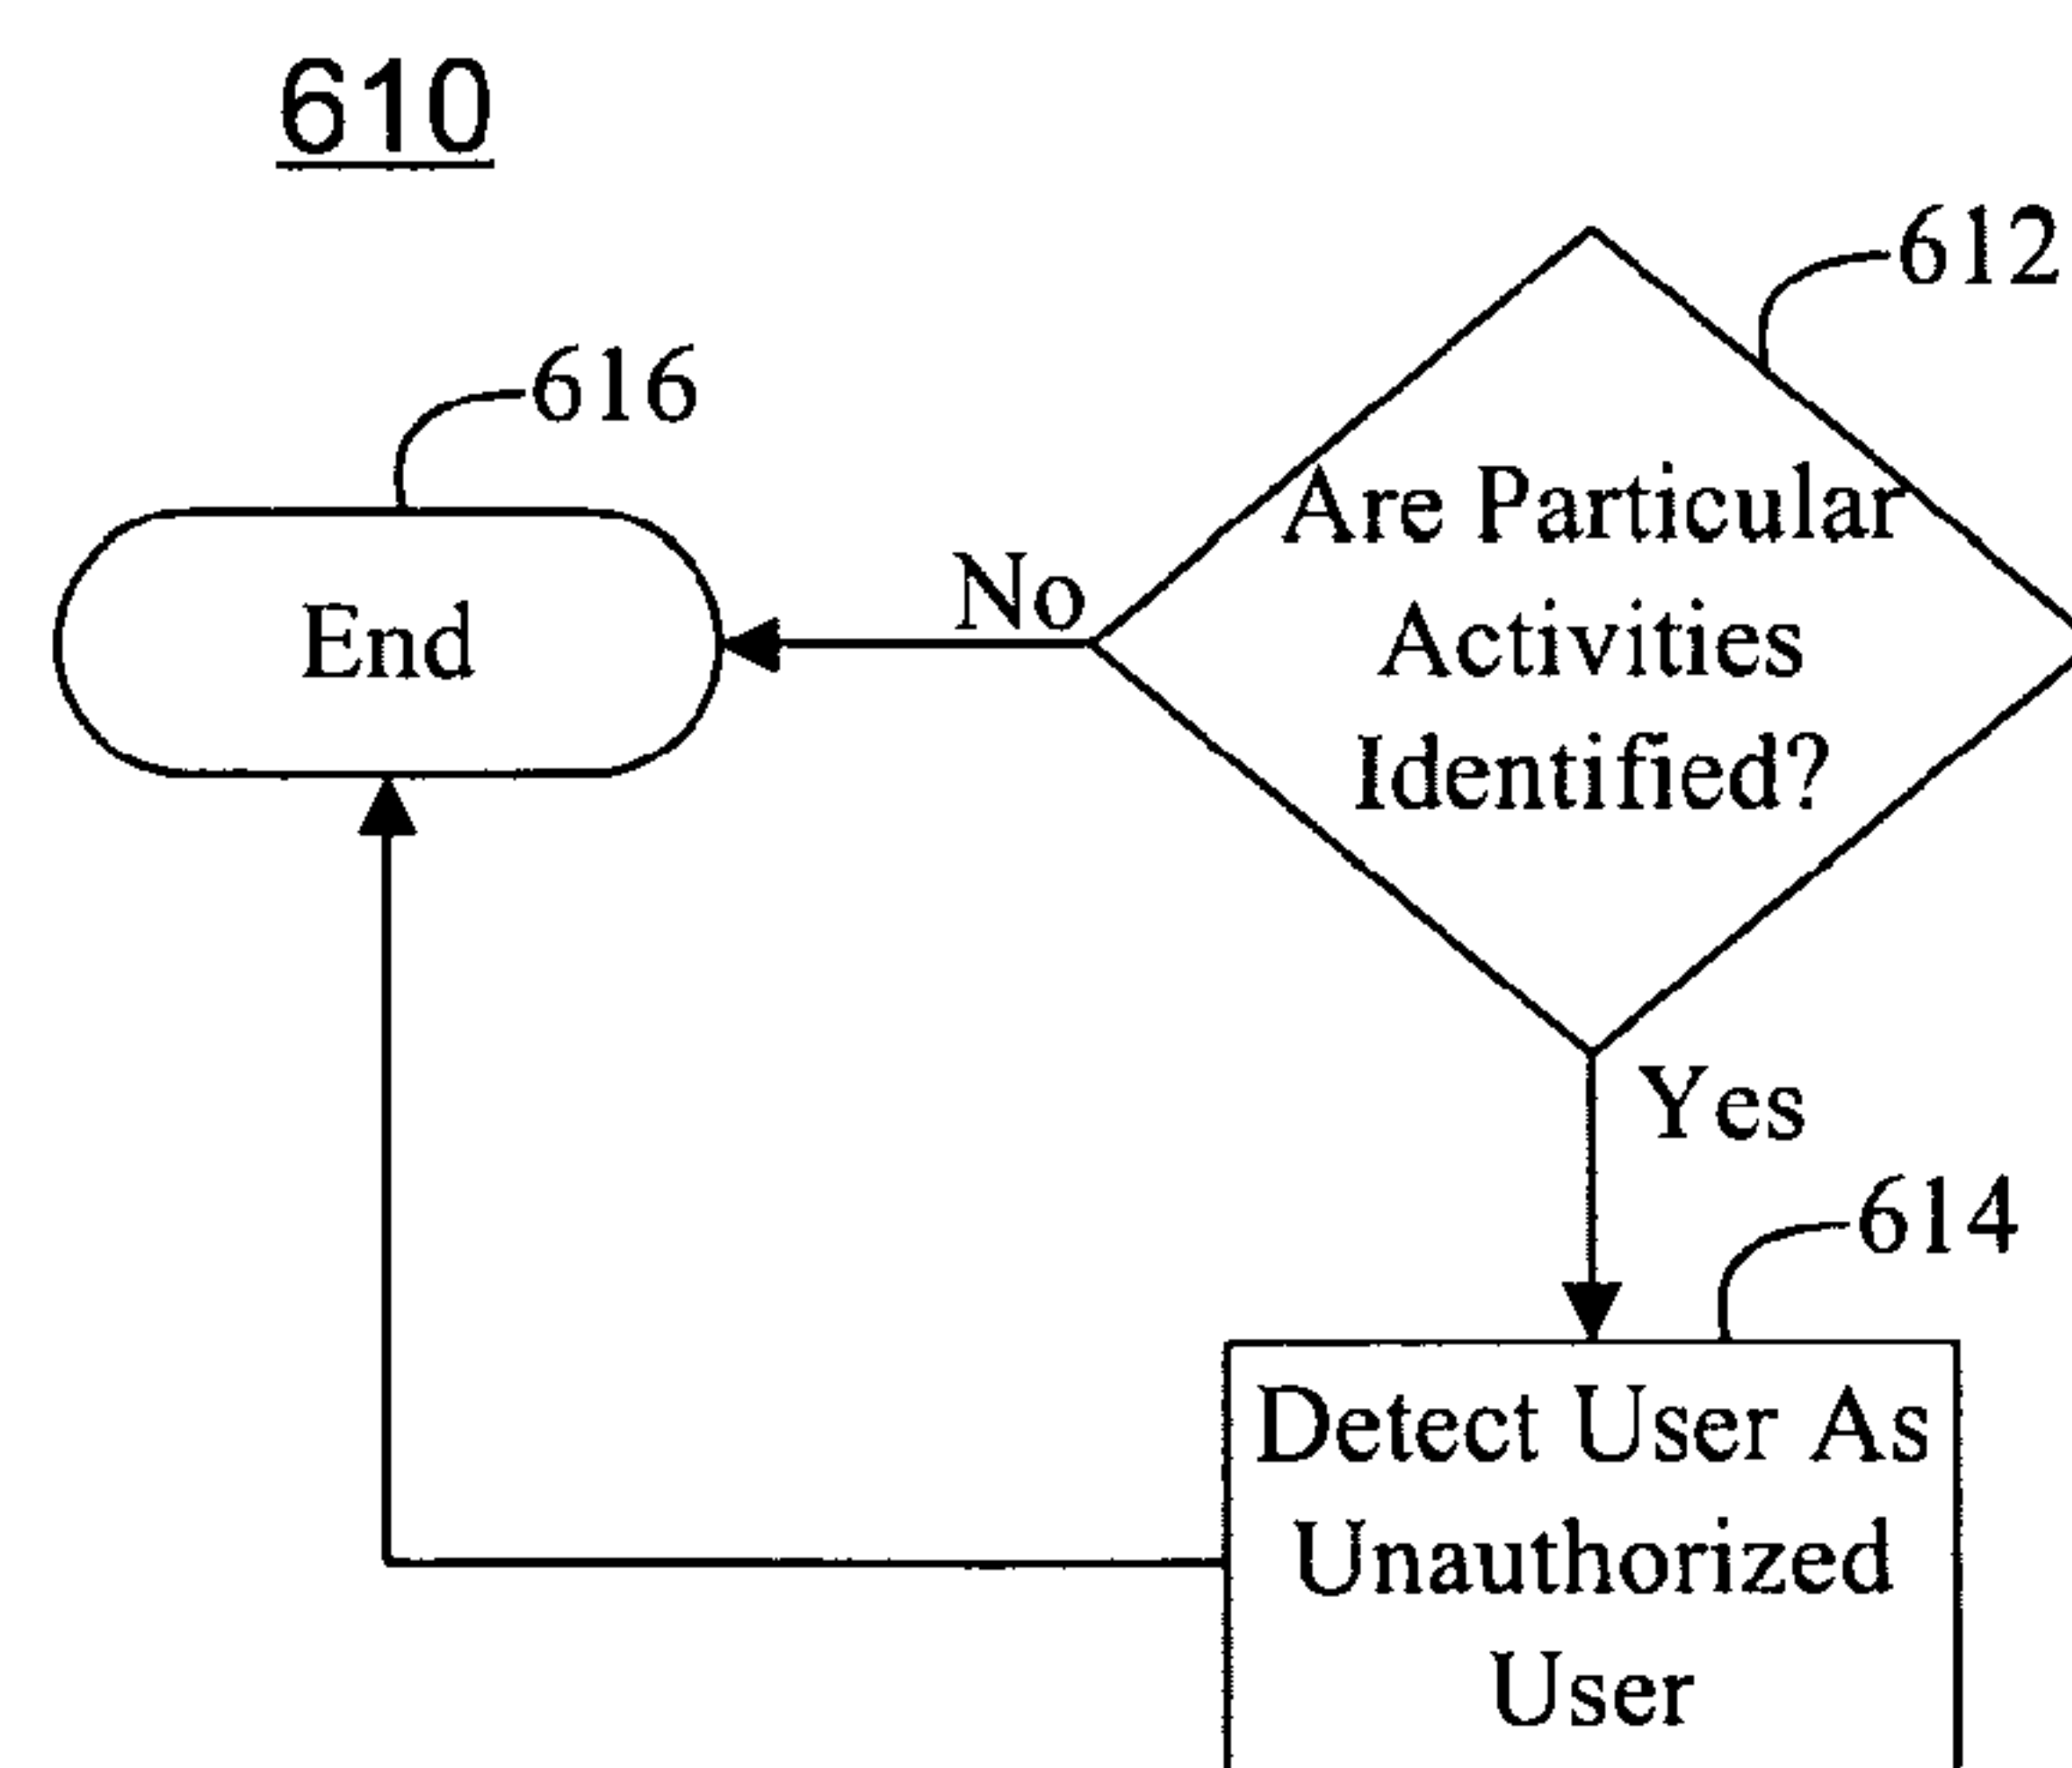 610
612
616
Are Particular
Activities
Identified?
No
End
Yes
614
Detect User As
Unauthorized
User